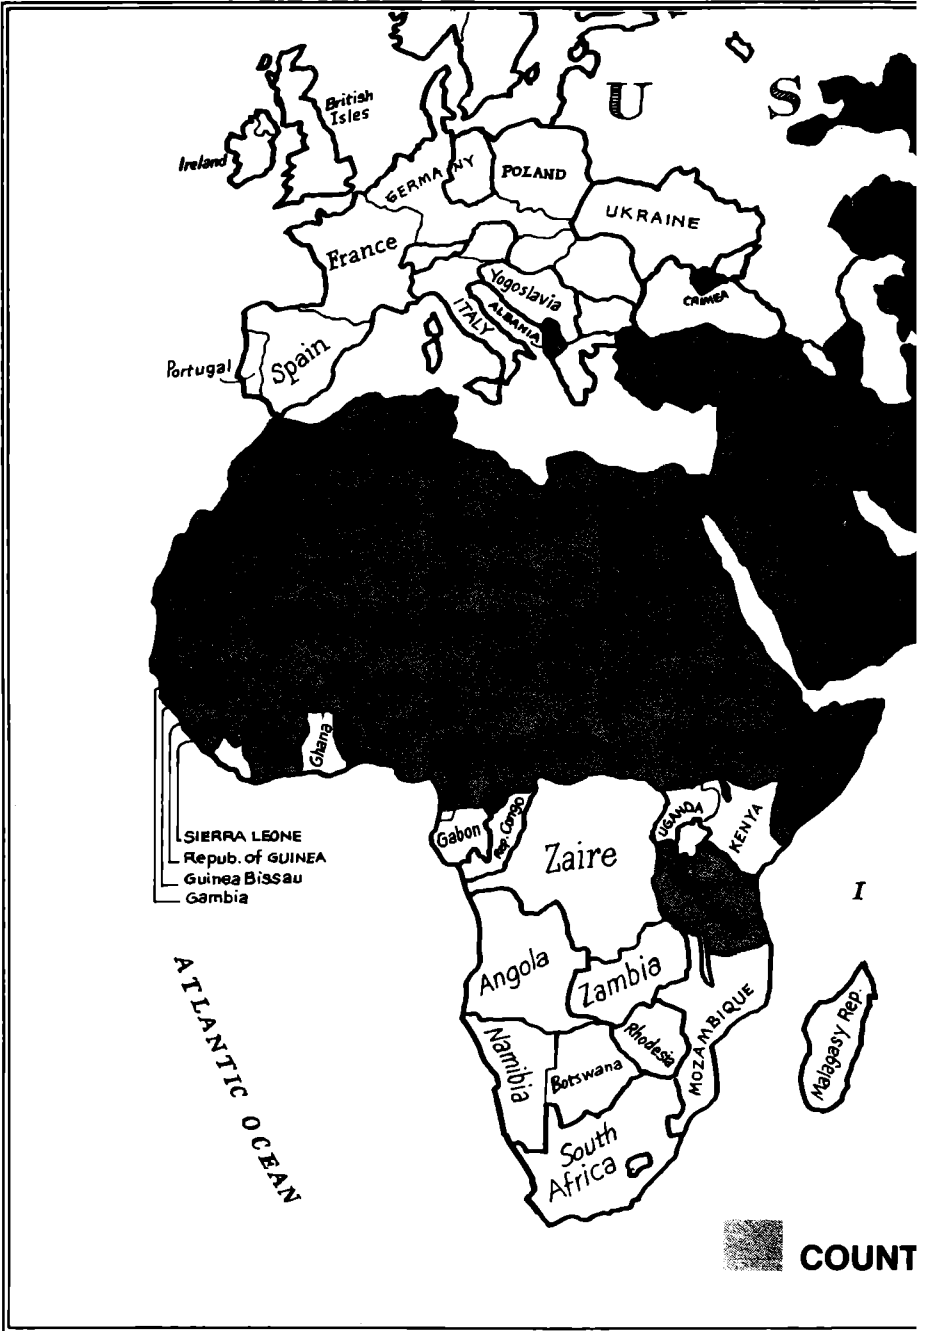 U S
British
Isles
Ireland
GERMANY
POLAND
UKRAINE
France
Yogoslavia
CRIMEA
ITALY
ALBANIA
Portugal
Spain
Ghana
SIERRA LEONE
Repub. of GUINEA
Guinea Bissau
Gambia
Gabon
Rep. Congo
Zaire
UGANDA
KENYA
I
Angola
Zambia
ATLANTIC OCEAN
Namibia
Botswana
Rhodesia
MOZAMBIQUE
Malagasy Rep.
South
Africa
COUNT